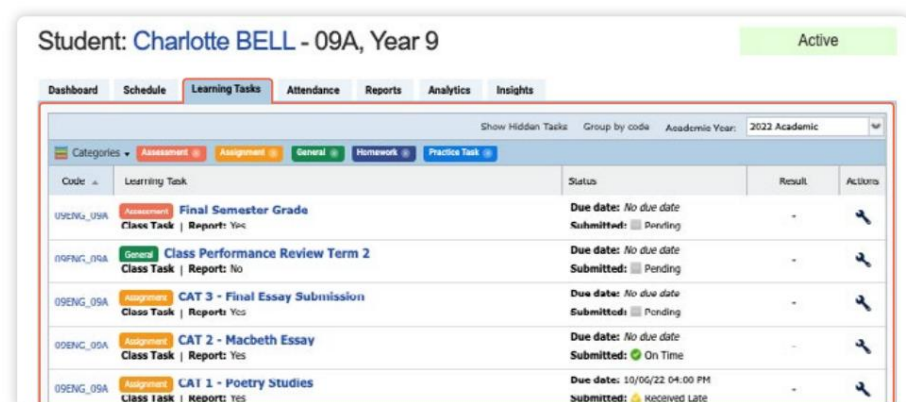 Student: Charlotte BELL - 09A, Year 9
Active
Dashboard Schedule Learning Tasks Attendance Reports Analytics Insights
Show Hidden Tasks Group by code Academic Year: 2022 Academic
Categories Assessment Assignment General Homework Practice Task
Code Learning Task Status Result Actions
09ENG_09A Assessment Final Semester Grade Due date: No due date -
Class Task | Report: Yes Submitted: Pending
09ENG_09A General Class Performance Review Term 2 Due date: No due date -
Class Task | Report: No Submitted: Pending
09ENG_09A Assignment CAT 3 - Final Essay Submission Due date: No due date -
Class Task | Report: Yes Submitted: Pending
09ENG_09A Assignment CAT 2 - Macbeth Essay Due date: No due date -
Class Task | Report: Yes Submitted: On Time
09ENG_09A Assignment CAT 1 - Poetry Studies Due date: 10/06/22 04:00 PM -
Class Task | Report: Yes Submitted: Received Late